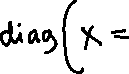 diag(x =